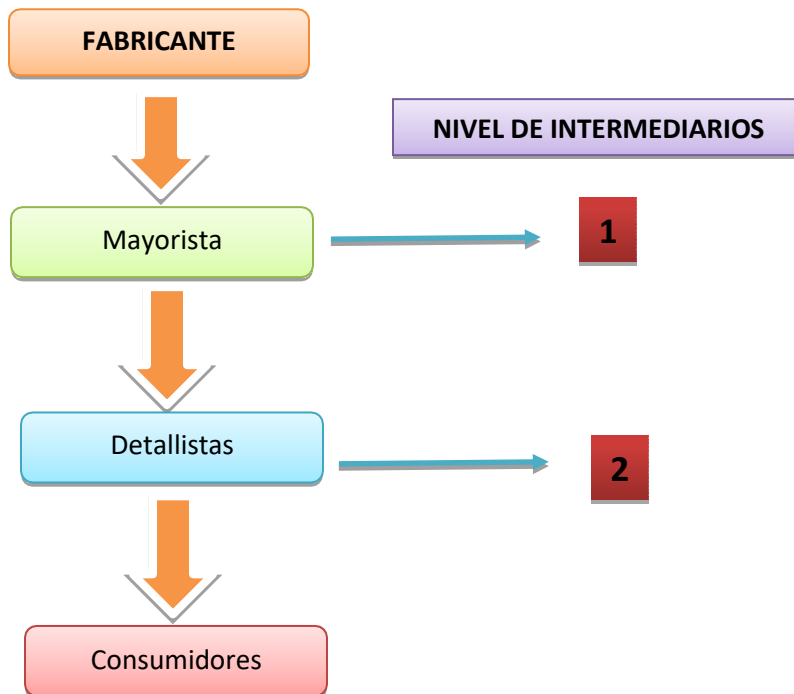 FABRICANTE
NIVEL DE INTERMEDIARIOS
Mayorista
1
Detallistas
2
Consumidores